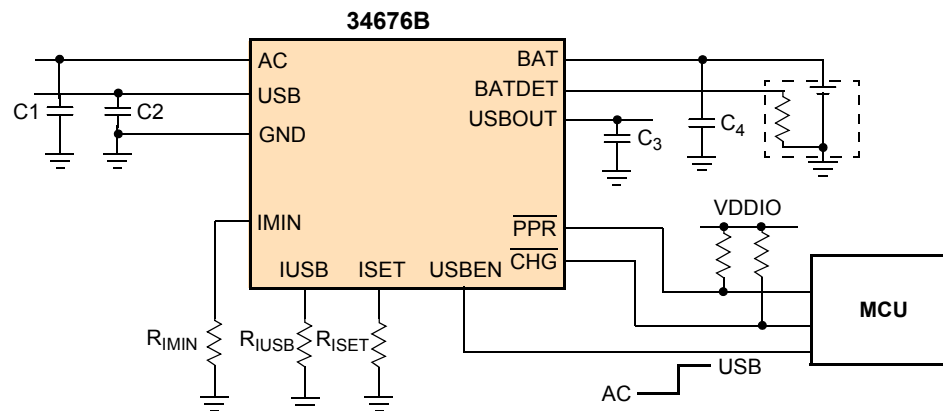 34676B
AC
BAT
USB
BATDET
C1
C2
USBOUT
GND
C3
C4
IMIN
PPR
VDDIO
CHG
IUSB
ISET
USBEN
MCU
RIMIN
RIUSB
RISET
USB
AC